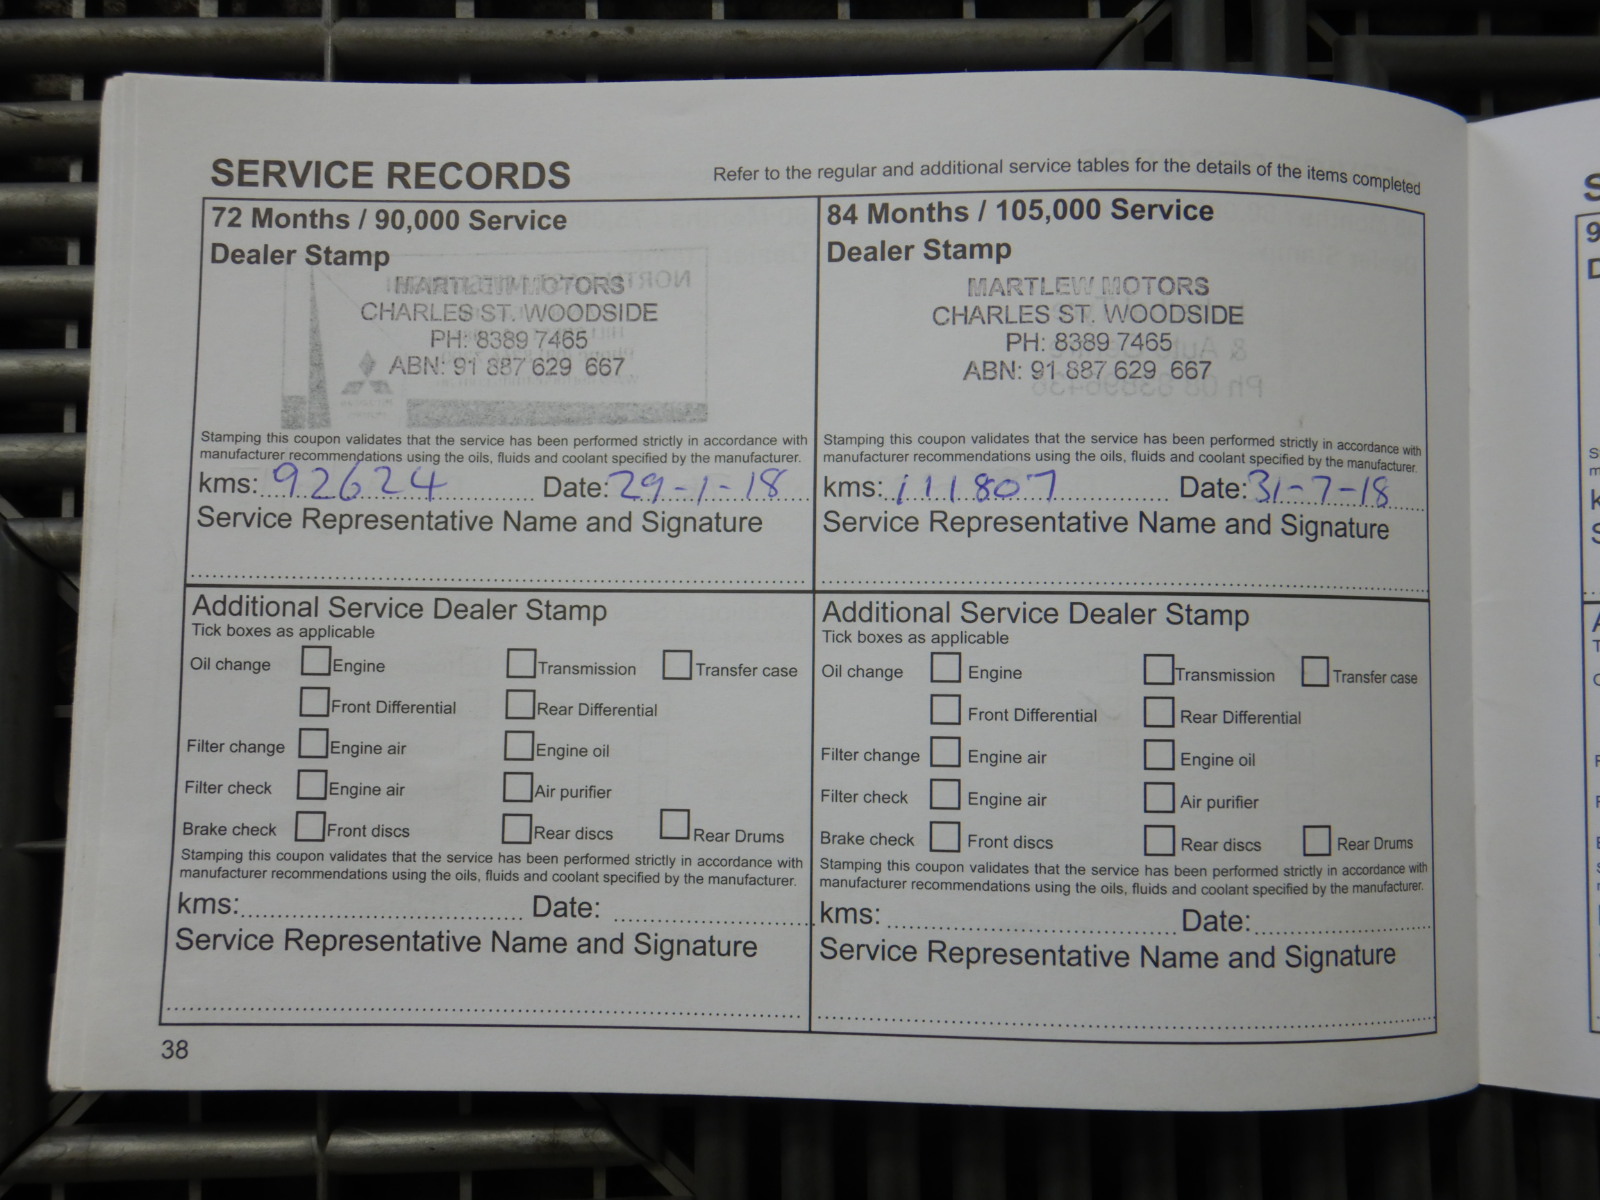 SERVICE RECORDS
Refer to the regular and additional service tables for the details of the items completed
72 Months / 90,000 Service
Dealer Stamp
MARTLEW MOTORS
CHARLES ST. WOODSIDE
PH: 8389 7465
ABN: 91 887 629 667
Stamping this coupon validates that the service has been performed strictly in accordance with
manufacturer recommendations using the oils, fluids and coolant specified by the manufacturer.
kms: 92624 Date: 29-1-18
Service Representative Name and Signature
Additional Service Dealer Stamp
Tick boxes as applicable
Oil change Engine Transmission Transfer case
Front Differential Rear Differential
Filter change Engine air Engine oil
Filter check Engine air Air purifier
Brake check Front discs Rear discs Rear Drums
Stamping this coupon validates that the service has been performed strictly in accordance with
manufacturer recommendations using the oils, fluids and coolant specified by the manufacturer.
kms: Date:
Service Representative Name and Signature
84 Months / 105,000 Service
Dealer Stamp
MARTLEW MOTORS
CHARLES ST. WOODSIDE
PH: 8389 7465
ABN: 91 887 629 667
Stamping this coupon validates that the service has been performed strictly in accordance with
manufacturer recommendations using the oils, fluids and coolant specified by the manufacturer.
kms: 111807 Date: 31-7-18
Service Representative Name and Signature
Additional Service Dealer Stamp
Tick boxes as applicable
Oil change Engine Transmission Transfer case
Front Differential Rear Differential
Filter change Engine air Engine oil
Filter check Engine air Air purifier
Brake check Front discs Rear discs Rear Drums
Stamping this coupon validates that the service has been performed strictly in accordance with
manufacturer recommendations using the oils, fluids and coolant specified by the manufacturer.
kms: Date:
Service Representative Name and Signature
38